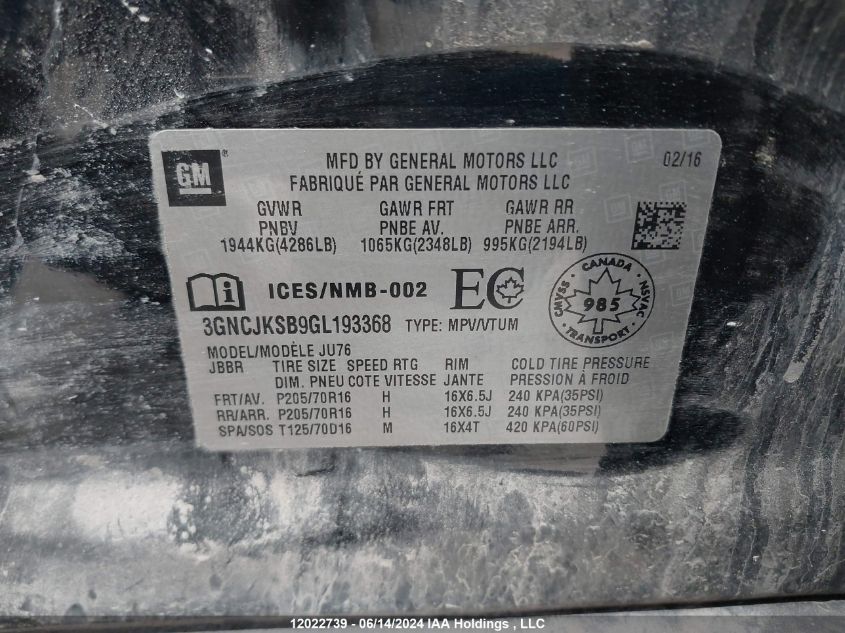 GM®
MFD BY GENERAL MOTORS LLC 02/16
FABRIQUÉ PAR GENERAL MOTORS LLC
GVWR GAWR FRT GAWR RR
PNBV PNBE AV. PNBE ARR.
1944KG(4286LB) 1065KG(2348LB) 995KG(2194LB)
ICES/NMB-002 EC
CANADA
CMVSS 985 NSVAC
TRANSPORT
3GNCJKSB9GL193368 TYPE: MPV/VTUM
MODEL/MODÈLE JU76
JBBR TIRE SIZE SPEED RTG RIM COLD TIRE PRESSURE
DIM. PNEU COTE VITESSE JANTE PRESSION À FROID
FRT/AV. P205/70R16 H 16X6.5J 240 KPA(35PSI)
RR/ARR. P205/70R16 H 16X6.5J 240 KPA(35PSI)
SPA/SOS T125/70D16 M 16X4T 420 KPA(60PSI)
12022739 - 06/14/2024 IAA Holdings , LLC